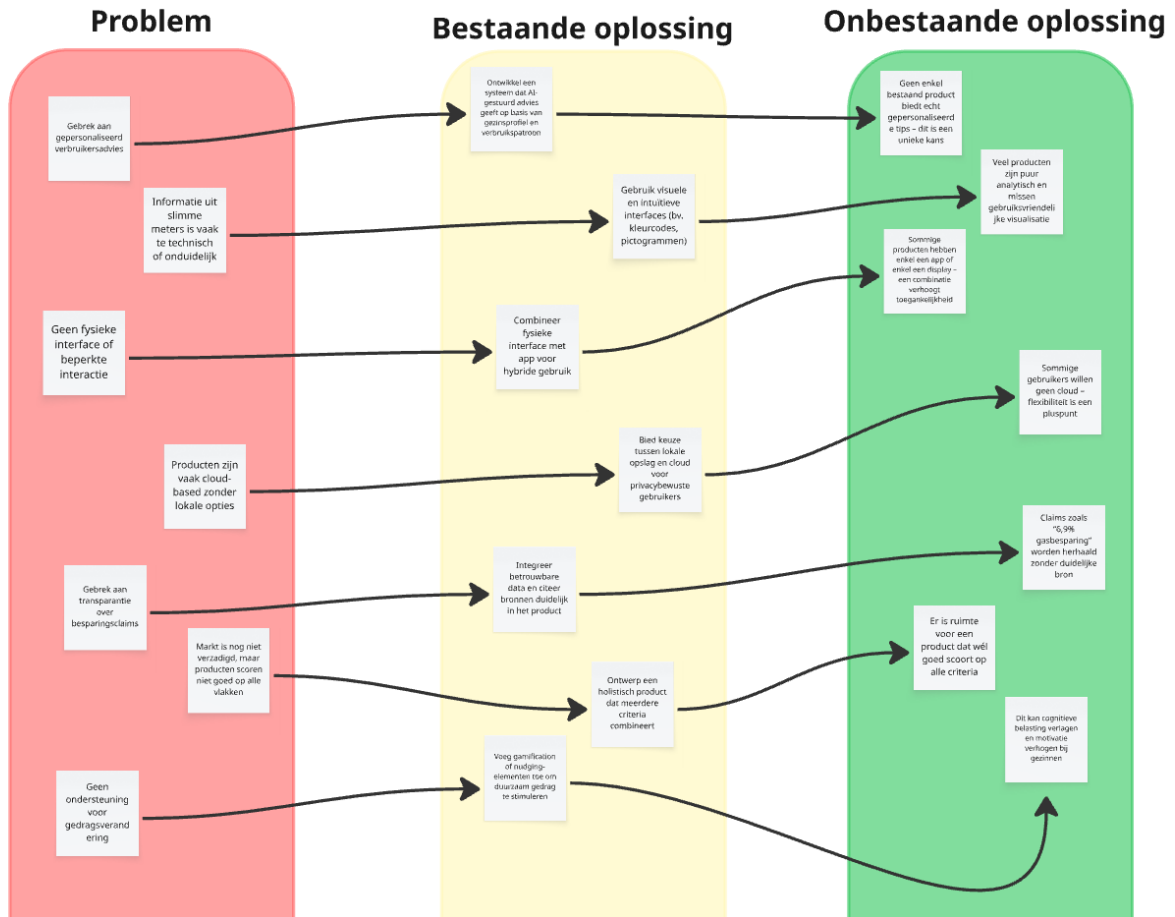 Problem
Bestaande oplossing
Onbestaande oplossing
Gebrek aan
gepersonaliseerd
verbruikersadvies
Ontwikkel een
systeem dat AI-
gestuurd advies
geeft op basis van
gezinsprofiel en
verbruikspatroon
Geen enkel
bestaand product
biedt echt
gepersonaliseerd
e tips – dit is een
unieke kans
Informatie uit
slimme
meters is vaak
te technisch
of onduidelijk
Gebruik visuele
en intuïtieve
interfaces (bv.
kleurcodes,
pictogrammen)
Veel producten
zijn puur
analytisch en
missen
gebruiksvriendeli
jke visualisatie
Geen fysieke
interface of
beperkte
interactie
Combineer
fysieke
interface met
app voor
hybride gebruik
Sommige
producten hebben
enkel een app of
enkel een display –
een combinatie
verhoogt
toegankelijkheid
Producten zijn
vaak cloud-
based zonder
lokale opties
Bied keuze
tussen lokale
opslag en cloud
voor
privacybewuste
gebruikers
Sommige
gebruikers willen
geen cloud –
flexibiliteit is een
pluspunt
Gebrek aan
transparantie
over
besparingsclaims
Integreer
betrouwbare
data en citeer
bronnen duidelijk
in het product
Claims zoals
“6,9%
gasbesparing”
worden herhaald
zonder duidelijke
bron
Markt is nog niet
verzadigd, maar
producten scoren
niet goed op alle
vlakken
Ontwerp een
holistisch product
dat meerdere
criteria
combineert
Er is ruimte
voor een
product dat wél
goed scoort op
alle criteria
Geen
ondersteuning
voor
gedragsverand
ering
Voeg gamification
of nudging-
elementen toe om
duurzaam gedrag
te stimuleren
Dit kan cognitieve
belasting verlagen
en motivatie
verhogen bij
gezinnen